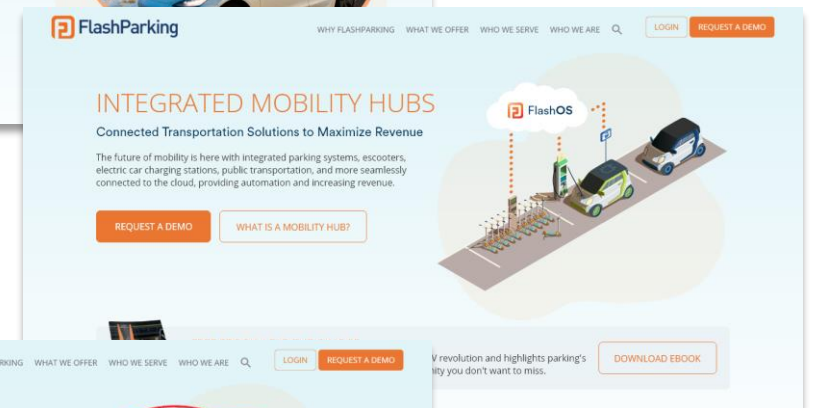 FlashParking
WHY FLASHPARKING WHAT WE OFFER WHO WE SERVE WHO WE ARE LOGIN REQUEST A DEMO
INTEGRATED MOBILITY HUBS
Connected Transportation Solutions to Maximize Revenue
The future of mobility is here with integrated parking systems, escooters,
electric car charging stations, public transportation, and more seamlessly
connected to the cloud, providing automation and increasing revenue.
REQUEST A DEMO WHAT IS A MOBILITY HUB?
FlashOS
revolution and highlights parking's
you don't want to miss.
DOWNLOAD EBOOK
WHAT WE OFFER WHO WE SERVE WHO WE ARE LOGIN REQUEST A DEMO